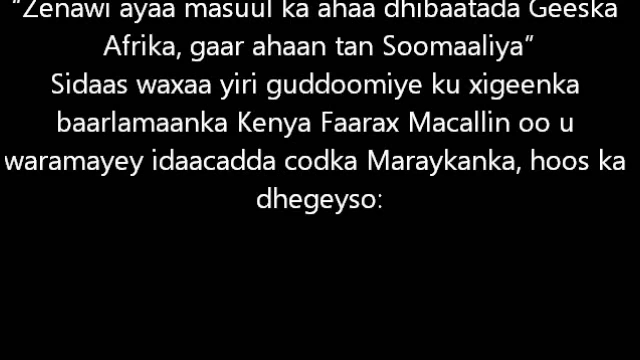 "Zenawi ayaa masuul ka ahaa dhibaatada Geeska
Afrika, gaar ahaan tan Soomaaliya”
Sidaas waxaa yiri guddoomiye ku xigeenka
baarlamaanka Kenya Faarax Macallin oo u
waramayey idaacadda codka Maraykanka, hoos ka
dhegeyso: